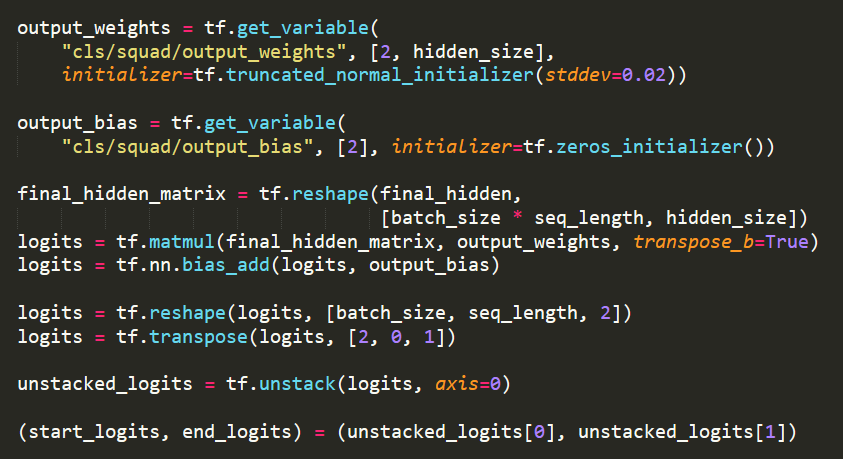 output_weights = tf.get_variable(
    "cls/squad/output_weights", [2, hidden_size],
    initializer=tf.truncated_normal_initializer(stddev=0.02))

output_bias = tf.get_variable(
    "cls/squad/output_bias", [2], initializer=tf.zeros_initializer())

final_hidden_matrix = tf.reshape(final_hidden,
                                 [batch_size * seq_length, hidden_size])
logits = tf.matmul(final_hidden_matrix, output_weights, transpose_b=True)
logits = tf.nn.bias_add(logits, output_bias)

logits = tf.reshape(logits, [batch_size, seq_length, 2])
logits = tf.transpose(logits, [2, 0, 1])

unstacked_logits = tf.unstack(logits, axis=0)

(start_logits, end_logits) = (unstacked_logits[0], unstacked_logits[1])